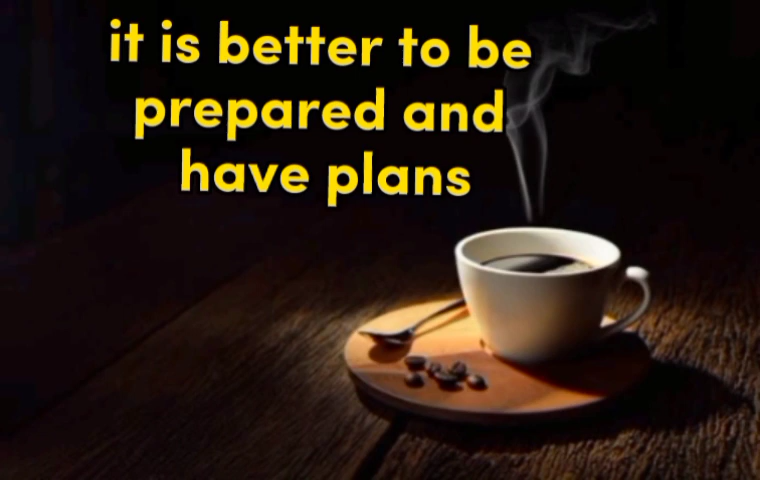 it is better to be
prepared and
have plans